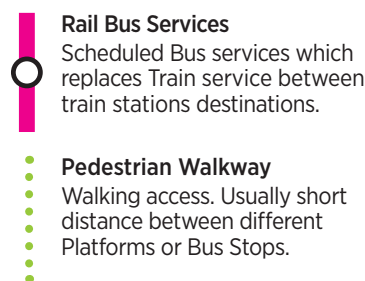 Rail Bus Services
Scheduled Bus services which
replaces Train service between
train stations destinations.
Pedestrian Walkway
Walking access. Usually short
distance between different
Platforms or Bus Stops.